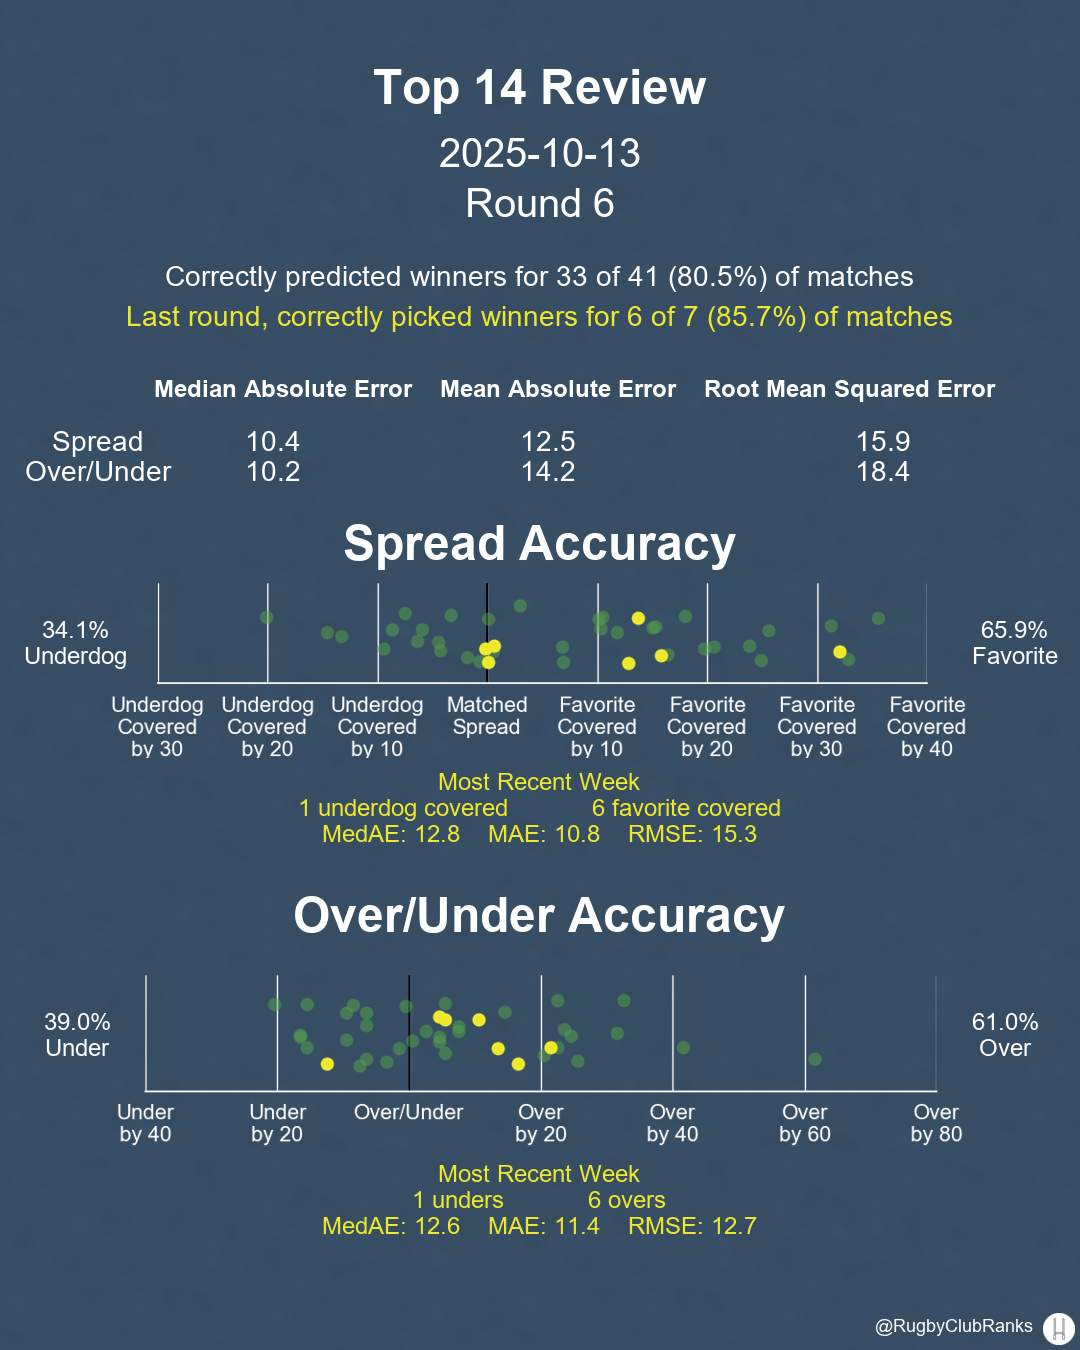 Top 14 Review
2025-10-13
Round 6
Correctly predicted winners for 33 of 41 (80.5%) of matches
Last round, correctly picked winners for 6 of 7 (85.7%) of matches
Median Absolute Error Mean Absolute Error Root Mean Squared Error
Spread 10.4 12.5 15.9
Over/Under 10.2 14.2 18.4
Spread Accuracy
34.1% 65.9%
Underdog Favorite
Underdog Underdog Underdog Matched Favorite Favorite Favorite Favorite
Covered Covered Covered Spread Covered Covered Covered Covered
by 30 by 20 by 10 by 10 by 20 by 30 by 40
Most Recent Week
1 underdog covered 6 favorite covered
MedAE: 12.8 MAE: 10.8 RMSE: 15.3
Over/Under Accuracy
39.0% 61.0%
Under Over
Under Under Over/Under Over Over Over Over
by 40 by 20 by 20 by 40 by 60 by 80
Most Recent Week
1 unders 6 overs
MedAE: 12.6 MAE: 11.4 RMSE: 12.7
@RugbyClubRanks